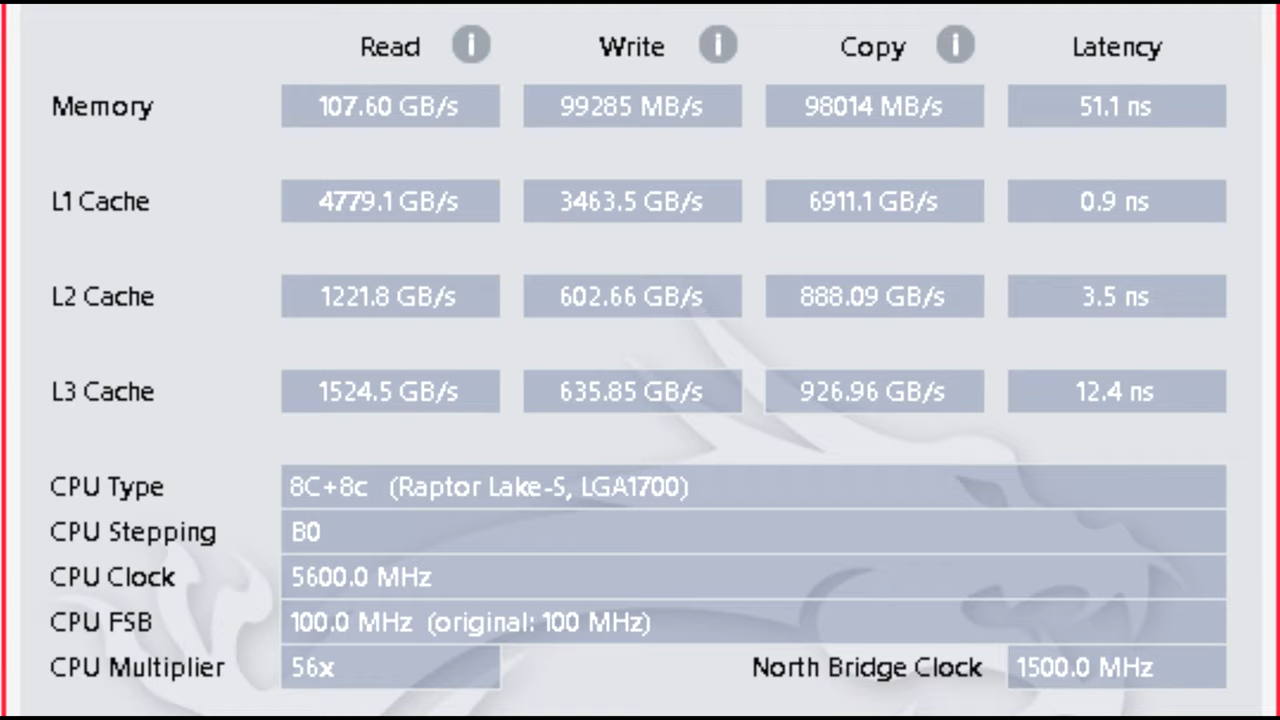 Read Write Copy Latency
Memory 107.60 GB/s 99285 MB/s 98014 MB/s 51.1 ns
L1 Cache 4779.1 GB/s 3463.5 GB/s 6911.1 GB/s 0.9 ns
L2 Cache 1221.8 GB/s 602.66 GB/s 888.09 GB/s 3.5 ns
L3 Cache 1524.5 GB/s 635.85 GB/s 926.96 GB/s 12.4 ns
CPU Type 8C+8c (Raptor Lake-S, LGA1700)
CPU Stepping B0
CPU Clock 5600.0 MHz
CPU FSB 100.0 MHz (original: 100 MHz)
CPU Multiplier 56x North Bridge Clock 1500.0 MHz